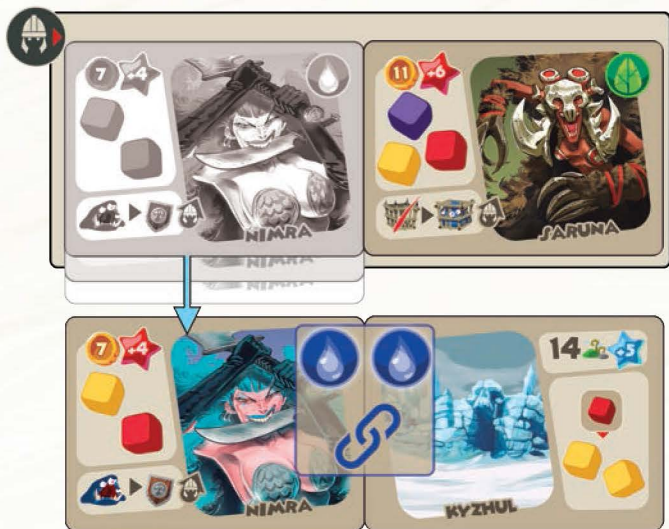 7 +4
NIMRA
11 +6
SARUNA
NIMRA
7 +4
NIMRA
14 +5
KYZHUL